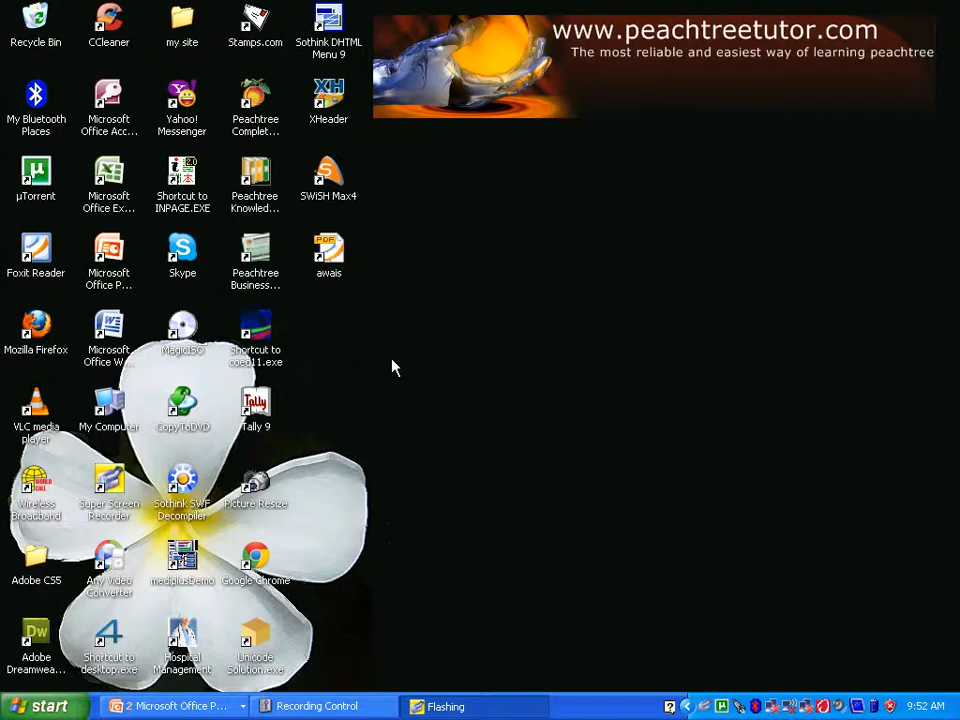 www.peachtreetutor.com
The most reliable and easiest way of learning peachtree
Recycle Bin
CCleaner
my site
Stamps.com
Sothink DHTML
Menu 9
My Bluetooth
Places
Microsoft
Office Acc...
Yahoo!
Messenger
Peachtree
Complet...
XHeader
µTorrent
Microsoft
Office Ex...
Shortcut to
INPAGE.EXE
Peachtree
Knowled...
SWiSH Max4
Foxit Reader
Microsoft
Office P...
Skype
Peachtree
Business...
awais
Mozilla Firefox
Microsoft
Office W...
MagicISO
Shortcut to
coed11.exe
VLC media
player
My Computer
CopyToDVD
Tally 9
Wireless
Broadband
Super Screen
Recorder
Sothink SWF
Decompiler
Picture Resize
Adobe CS5
Any Video
Converter
mediplusDemo
Google Chrome
Adobe
Dreamwea...
Shortcut to
desktop.exe
Hospital
Management
Unicode
Solution.exe
start
2 Microsoft Office P...
Recording Control
Flashing
9:52 AM